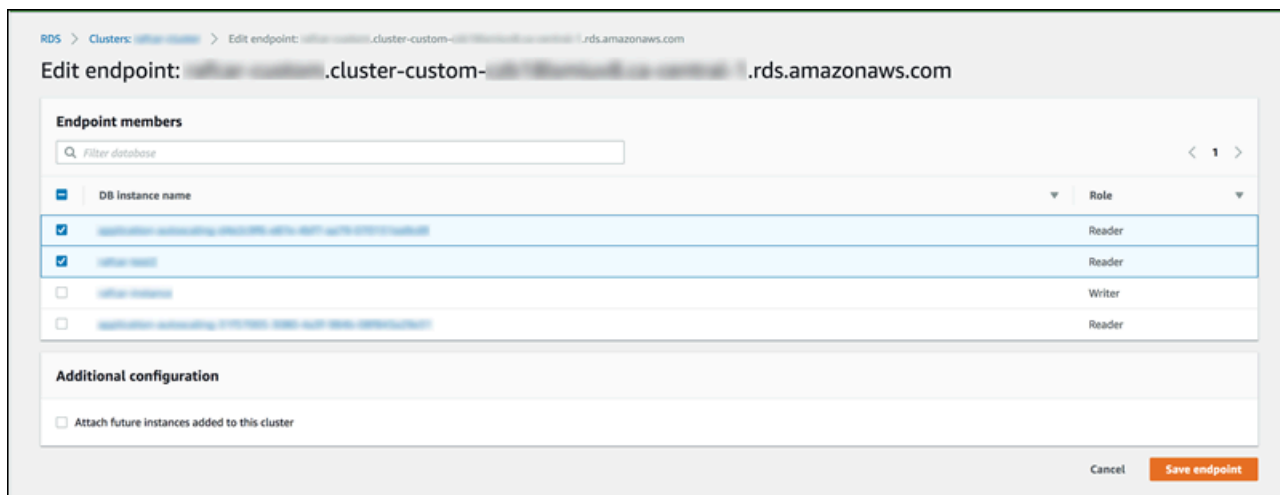 RDS > Clusters: > Edit endpoint: .cluster-custom- .rds.amazonaws.com
Edit endpoint: .cluster-custom- .rds.amazonaws.com
Endpoint members
Filter database
< 1 >
DB instance name Role
Reader
Reader
Writer
Reader
Additional configuration
Attach future instances added to this cluster
Cancel Save endpoint